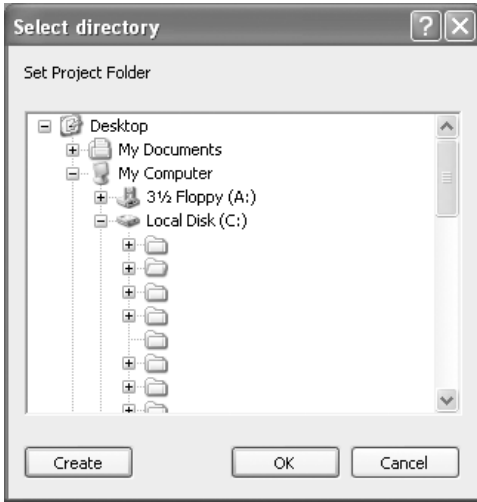 Select directory
Set Project Folder
Desktop
My Documents
My Computer
3½ Floppy (A:)
Local Disk (C:)
Create OK Cancel